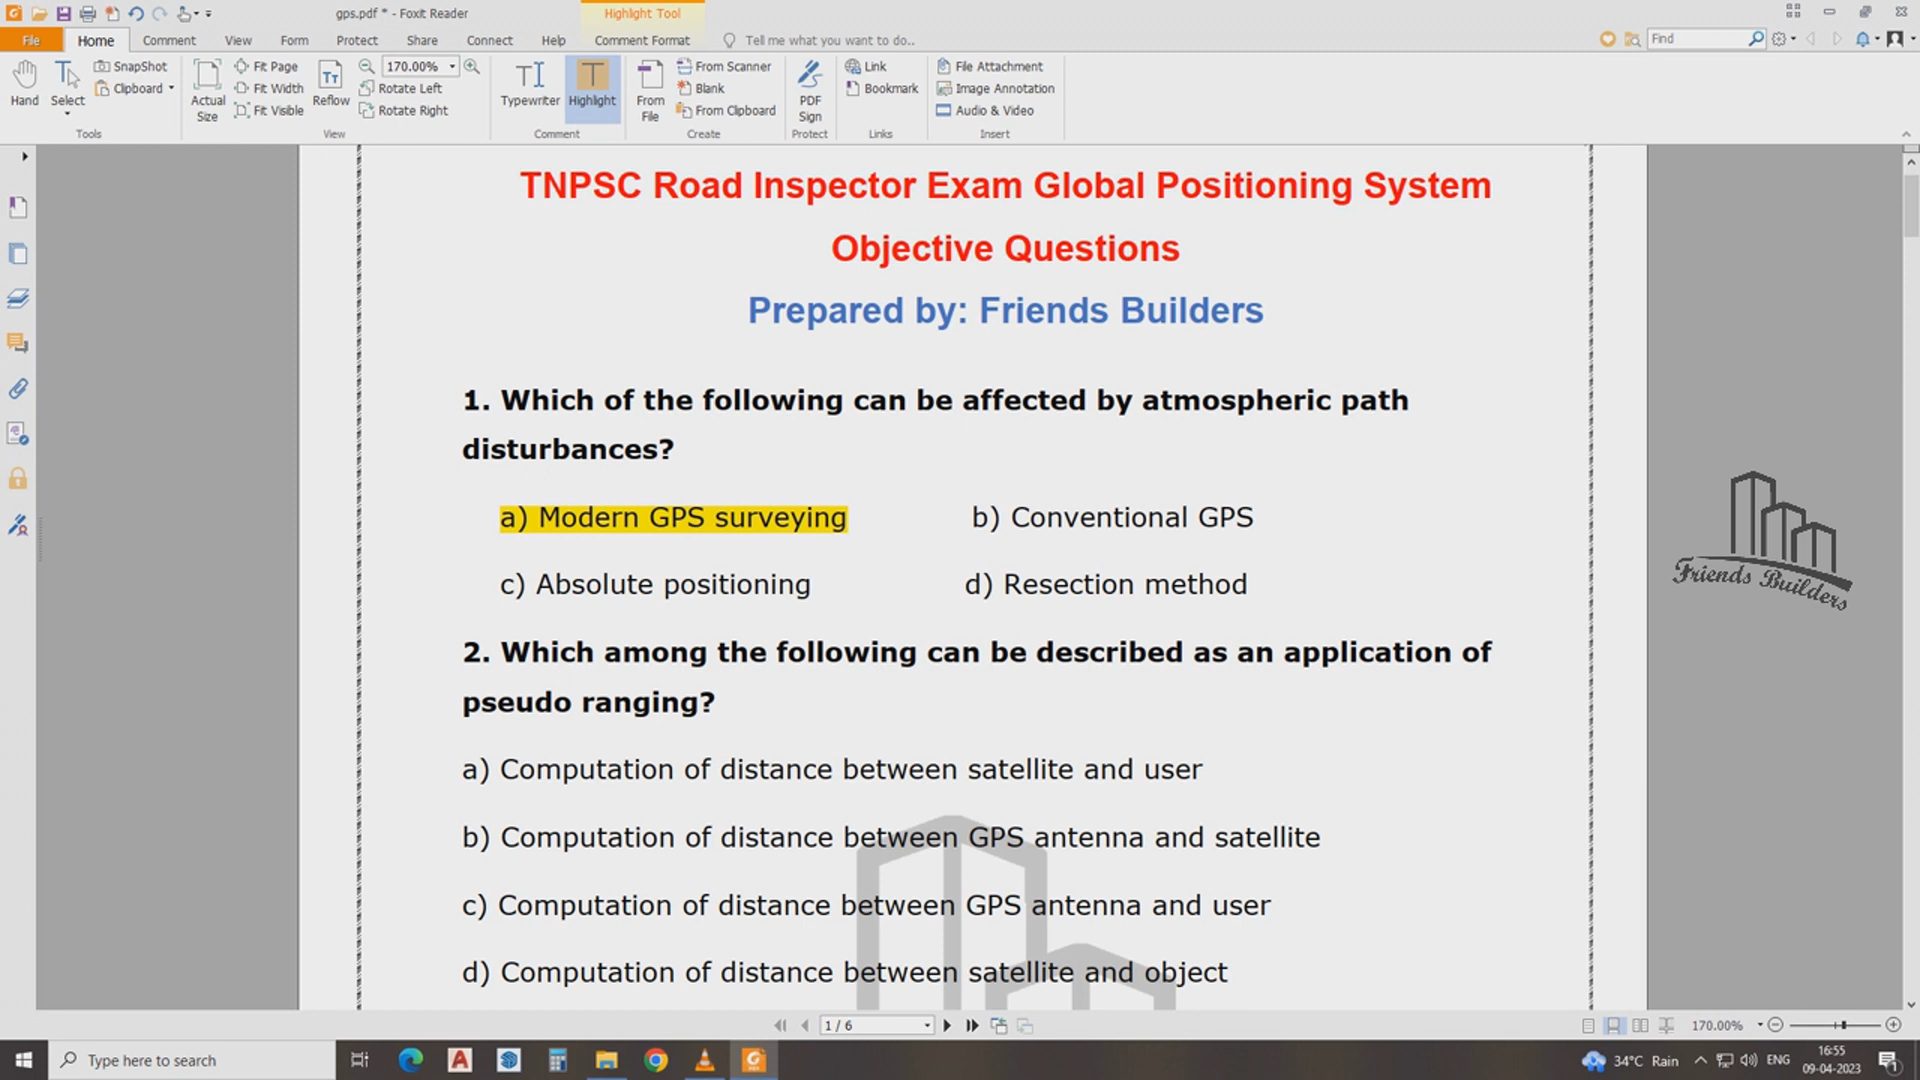 gps.pdf * - Foxit Reader
Highlight Tool
File
Home
Comment
View
Form
Protect
Share
Connect
Help
Comment Format
Tell me what you want to do..
Find
Hand
Select
SnapShot
Clipboard
Tools
Actual Size
Fit Page
Fit Width
Fit Visible
Reflow
170.00%
Rotate Left
Rotate Right
View
Typewriter
Highlight
Comment
From File
From Scanner
Blank
From Clipboard
Create
PDF Sign
Protect
Link
Bookmark
Links
File Attachment
Image Annotation
Audio & Video
Insert
TNPSC Road Inspector Exam Global Positioning System
Objective Questions
Prepared by: Friends Builders
1. Which of the following can be affected by atmospheric path
disturbances?
a) Modern GPS surveying b) Conventional GPS
c) Absolute positioning d) Resection method
2. Which among the following can be described as an application of
pseudo ranging?
a) Computation of distance between satellite and user
b) Computation of distance between GPS antenna and satellite
c) Computation of distance between GPS antenna and user
d) Computation of distance between satellite and object
Friends Builders
1 / 6
170.00%
Type here to search
34°C Rain
ENG
16:55
09-04-2023